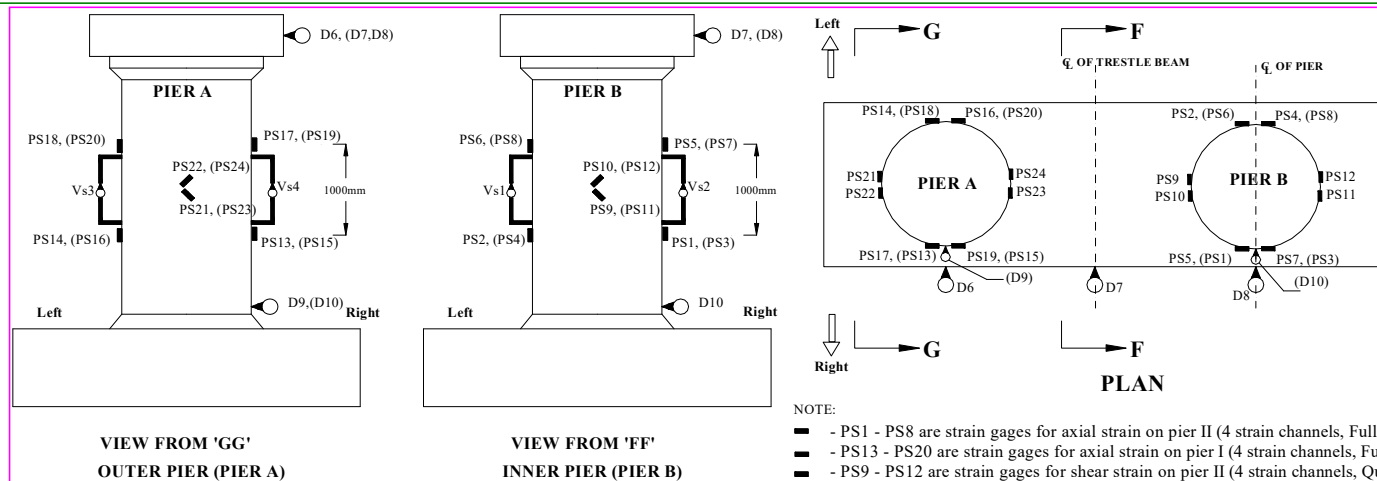 D6, (D7,D8)
PIER A
PS18, (PS20)
PS17, (PS19)
PS22, (PS24)
Vs3
Vs4
1000mm
PS21, (PS23)
PS14, (PS16)
PS13, (PS15)
D9,(D10)
Left
Right
VIEW FROM 'GG'
OUTER PIER (PIER A)
D7, (D8)
PIER B
PS6, (PS8)
PS5, (PS7)
PS10, (PS12)
Vs1
Vs2
1000mm
PS9, (PS11)
PS2, (PS4)
PS1, (PS3)
D10
Left
Right
VIEW FROM 'FF'
INNER PIER (PIER B)
Left
G
F
℄ OF TRESTLE BEAM
℄ OF PIER
PS14, (PS18)
PS16, (PS20)
PS2, (PS6)
PS4, (PS8)
PS21
PS22
PIER A
PS24
PS23
PS9
PS10
PIER B
PS12
PS11
PS17, (PS13)
PS19, (PS15)
PS5, (PS1)
PS7, (PS3)
(D9)
(D10)
D6
D7
D8
Right
G
F
PLAN
NOTE:
- PS1 - PS8 are strain gages for axial strain on pier II (4 strain channels, Full
- PS13 - PS20 are strain gages for axial strain on pier I (4 strain channels, Fu
- PS9 - PS12 are strain gages for shear strain on pier II (4 strain channels, Qu